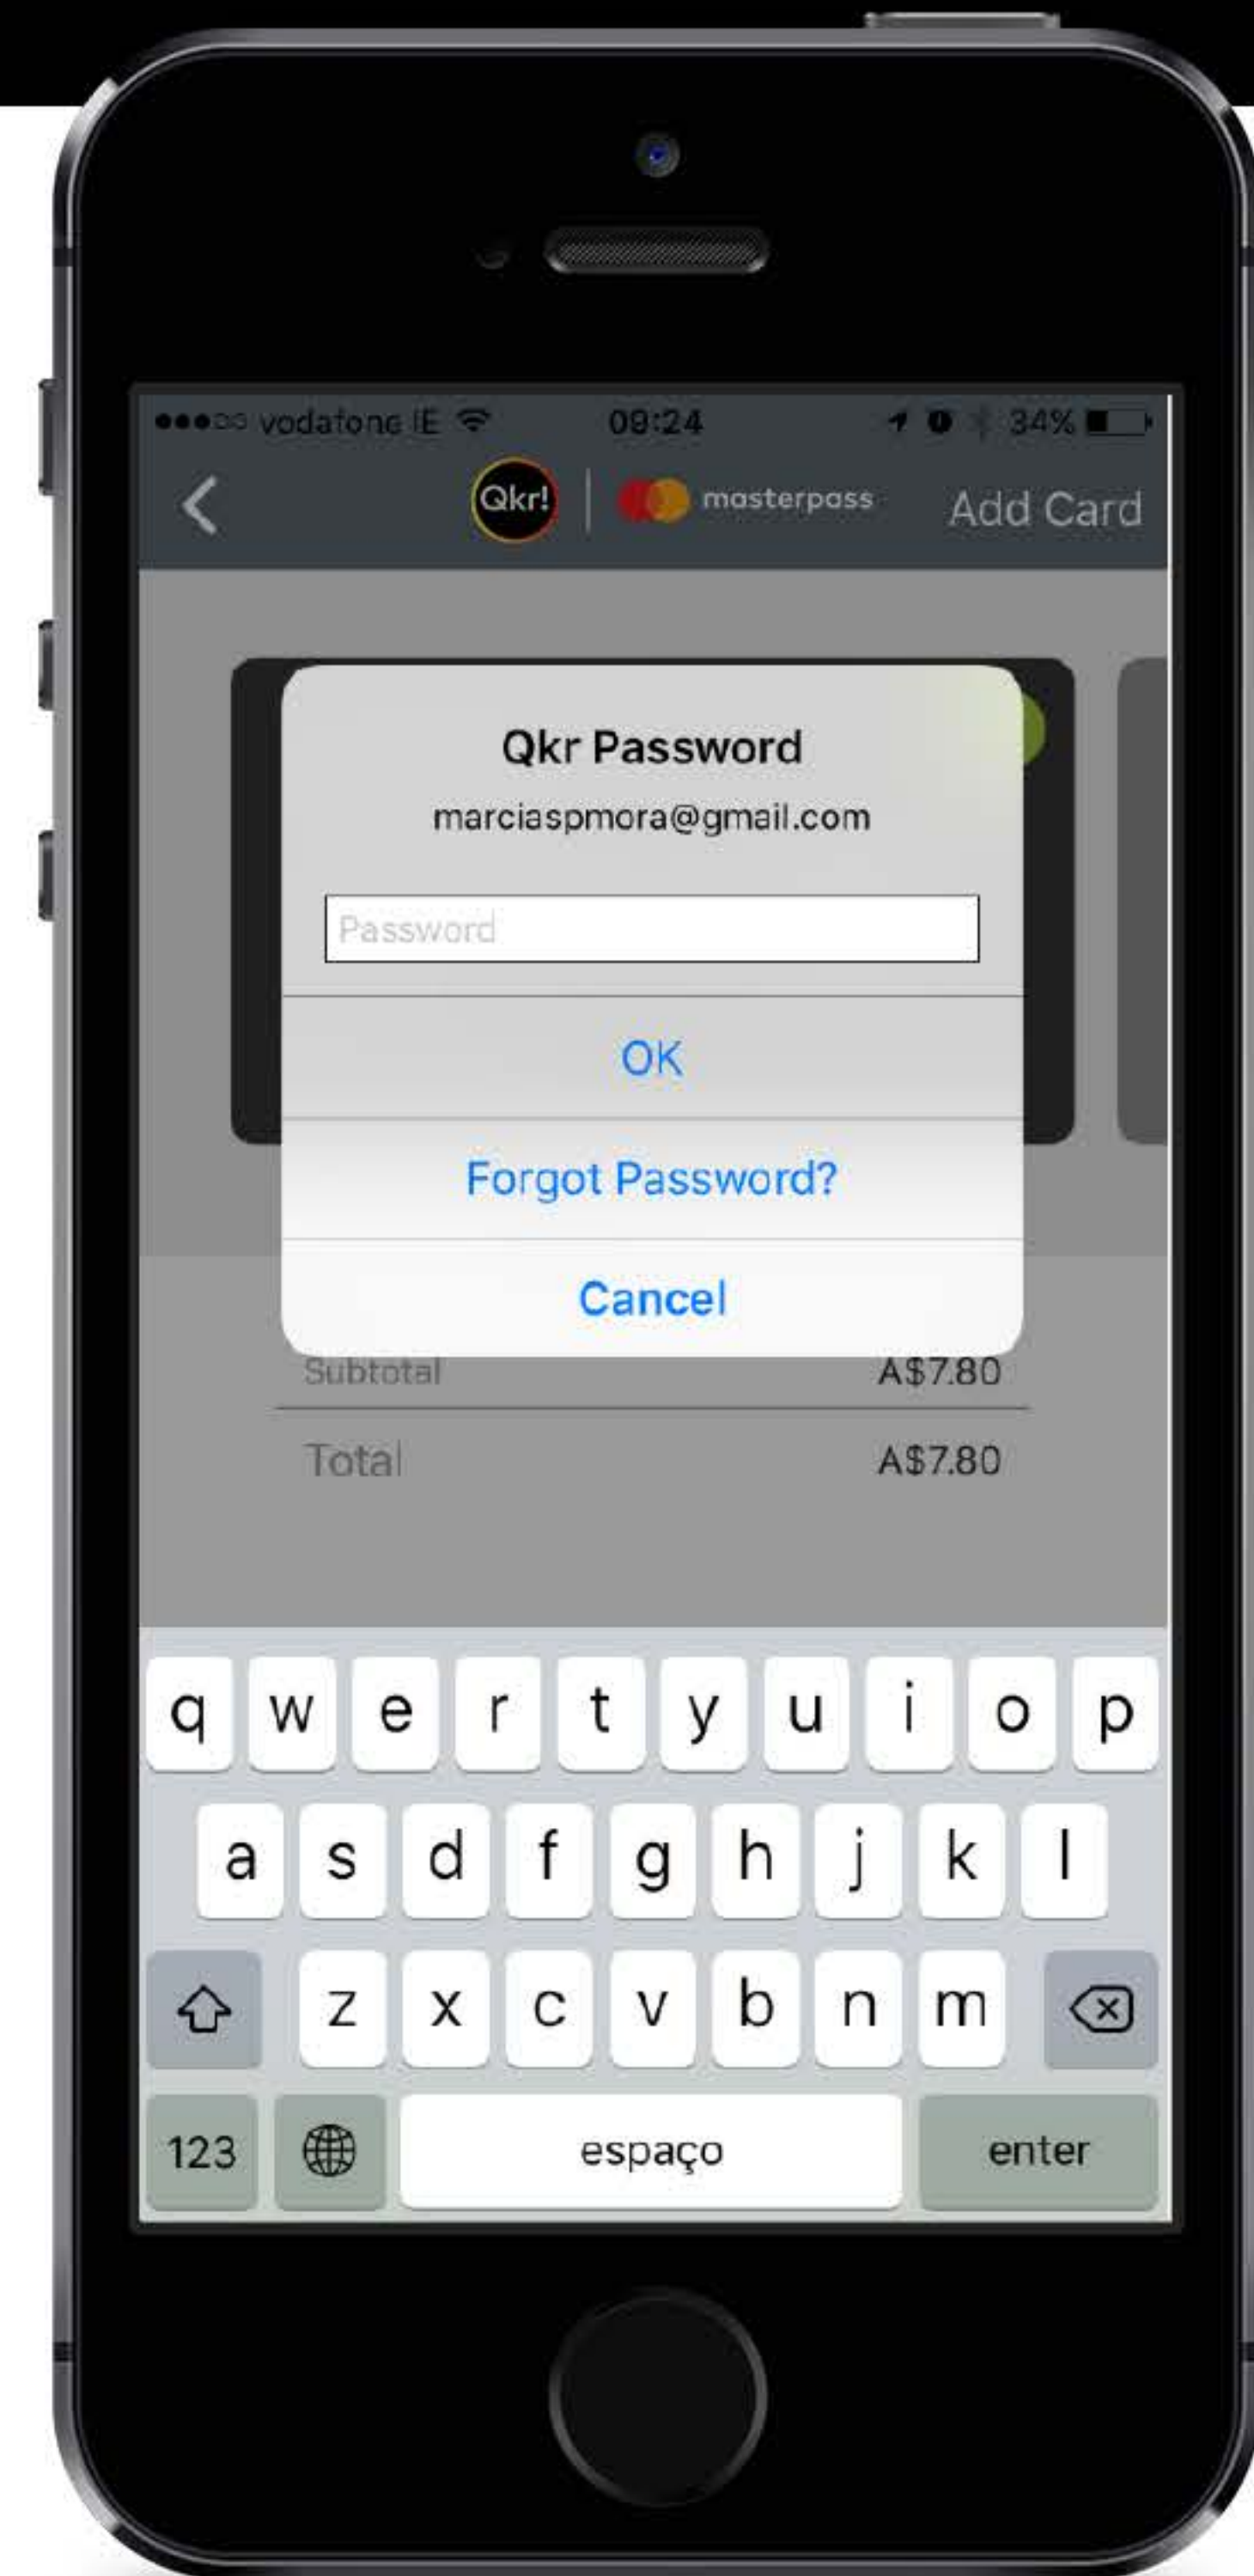 vodafone IE 09:24 34%
Qkr! masterpass Add Card
Qkr Password
marciaspmora@gmail.com
Password
OK
Forgot Password?
Cancel
Subtotal A$7.80
Total A$7.80
q w e r t y u i o p
a s d f g h j k l
z x c v b n m
123 espaço enter